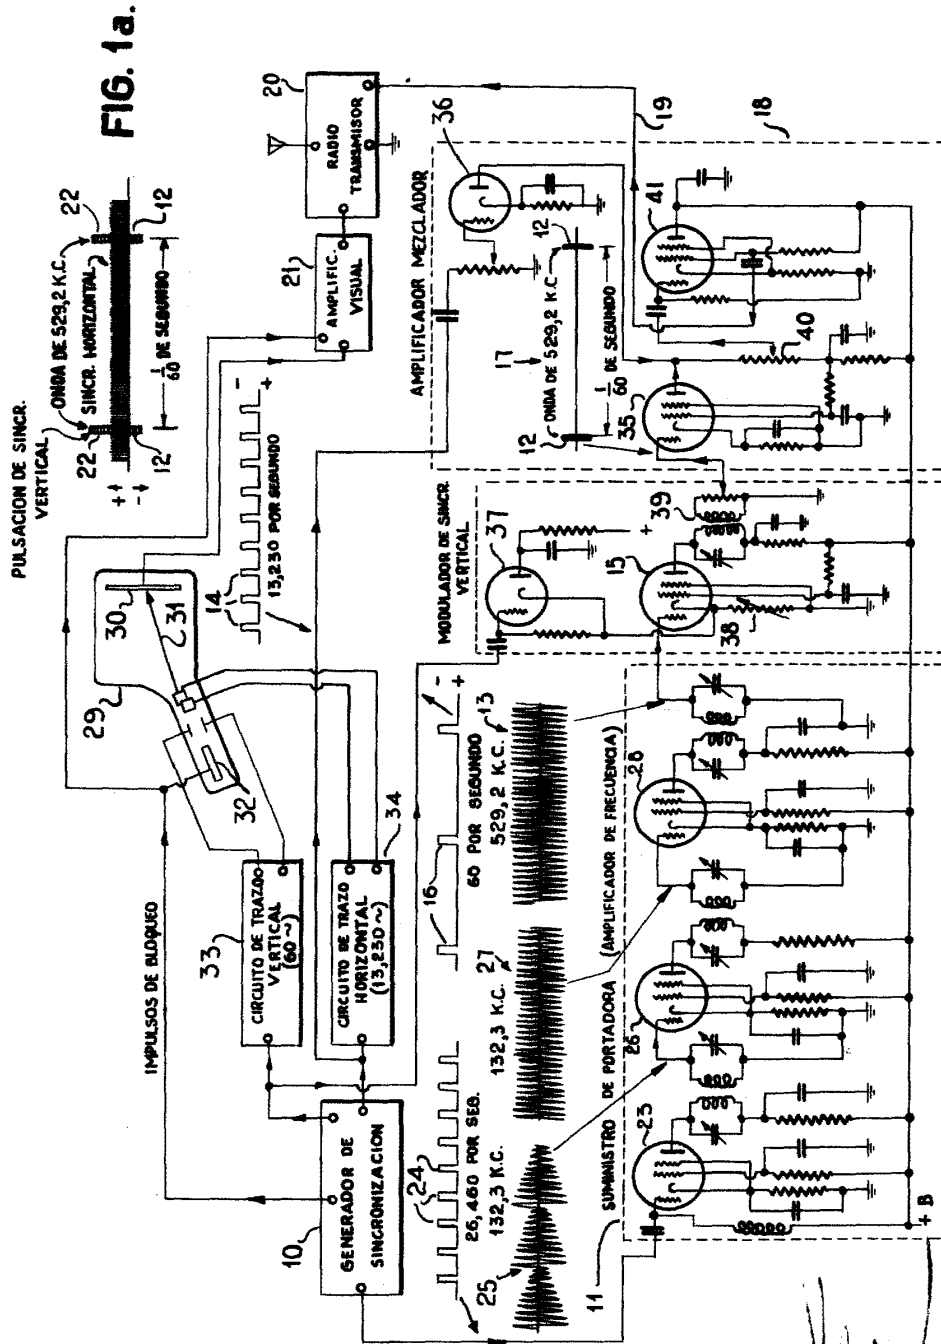 FIG. 1a.
PULSACION DE SINCR.
VERTICAL
ONDA DE 529,2 K.C.
SINCR. HORIZONTAL
22
22
12
12
+
-
1/60 DE SEGUNDO
20
RADIO
TRANSMISOR
21
AMPLIFIC.
VISUAL
19
18
29
30
31
32
IMPULSOS DE BLOQUEO
33
CIRCUITO DE TRAZO
VERTICAL
(60~)
34
CIRCUITO DE TRAZO
HORIZONTAL
(13,230~)
10
GENERADOR DE
SINCRONIZACION
14
13,230 POR SEGUNDO
-
+
24
26,460 POR SEG.
16
60 POR SEGUNDO
-
+
25
132,3 K.C.
132,3 K.C.
27
529,2 K.C.
13
AMPLIFICADOR MEZCLADOR
36
12
12
ONDA DE 529,2 K.C
17
1/60 DE SEGUNDO
35
41
40
MODULADOR DE SINCR.
VERTICAL
37
+
15
39
38
11
SUMINISTRO DE PORTADORA (AMPLIFICADOR DE FRECUENCIA)
23
26
28
+ B